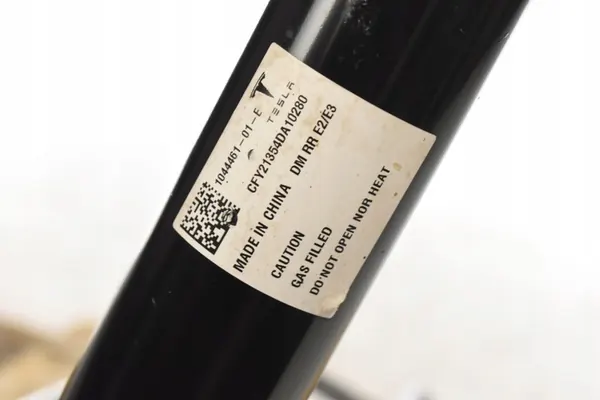 TESLA
1044461-01-E
CFY21354DA10280
MADE IN CHINA DM RR E2/E3
CAUTION
GAS FILLED
DO NOT OPEN NOR HEAT